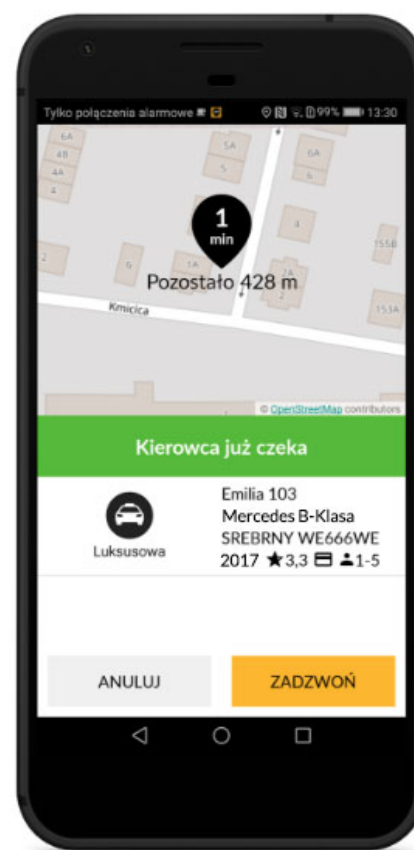 Tylko połączenia alarmowe
99% 13:30
6A
4B
4A
4
5A
5
6A
6
1
min
4
155B
2
6
1A
2A
2
153A
Pozostało 428 m
Kmicica
© OpenStreetMap contributors
Kierowca już czeka
Luksusowa
Emilia 103
Mercedes B-Klasa
SREBRNY WE666WE
2017 ★3,3 1-5
ANULUJ
ZADZWOŃ